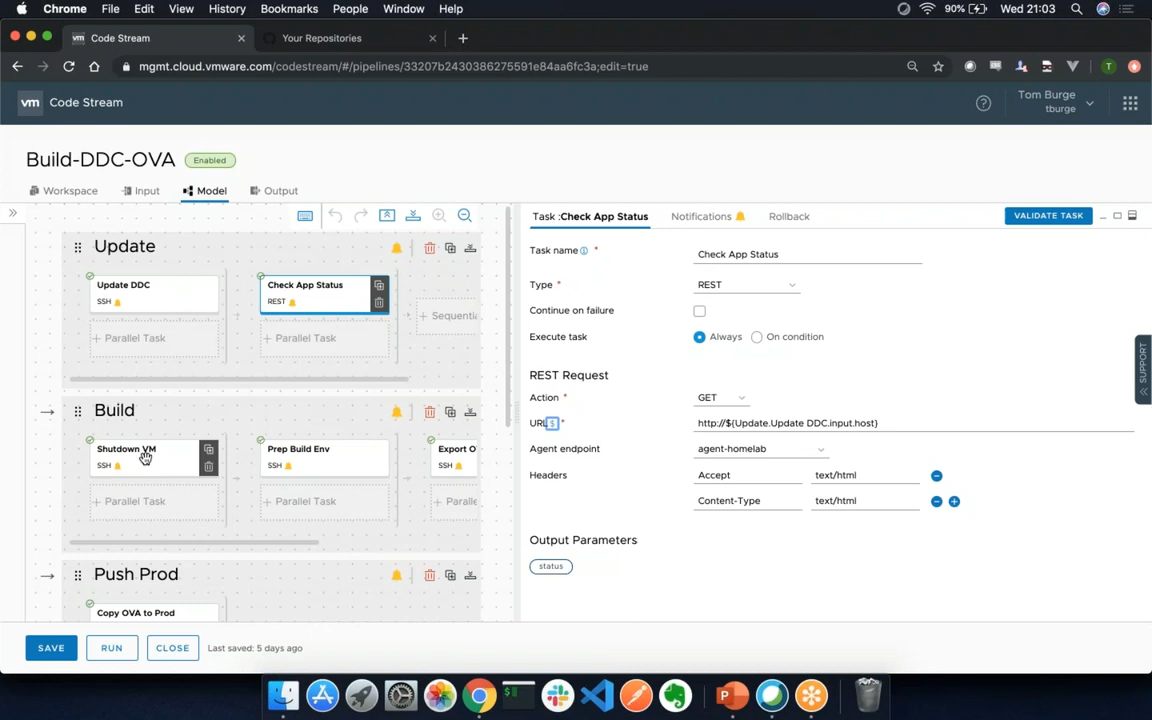 Chrome File Edit View History Bookmarks People Window Help 90% Wed 21:03
Code Stream Your Repositories
mgmt.cloud.vmware.com/codestream/#/pipelines/33207b2430386275591e84aa6fc3a;edit=true T
vm Code Stream Tom Burge
tburge
Build-DDC-OVA Enabled
Workspace Input Model Output
Task :Check App Status Notifications Rollback VALIDATE TASK
Update
Update DDC Check App Status
SSH REST
+ Sequentia
+ Parallel Task + Parallel Task
Build
Shutdown VM Prep Build Env Export O
SSH SSH SSH
+ Parallel Task + Parallel Task + Paralle
Push Prod
Copy OVA to Prod
Task name * Check App Status
Type * REST
Continue on failure
Execute task Always On condition
REST Request
Action * GET
URL $ * http://${Update.Update DDC.input.host}
Agent endpoint agent-homelab
Headers Accept text/html
Content-Type text/html
Output Parameters
status
SUPPORT
SAVE RUN CLOSE Last saved: 5 days ago